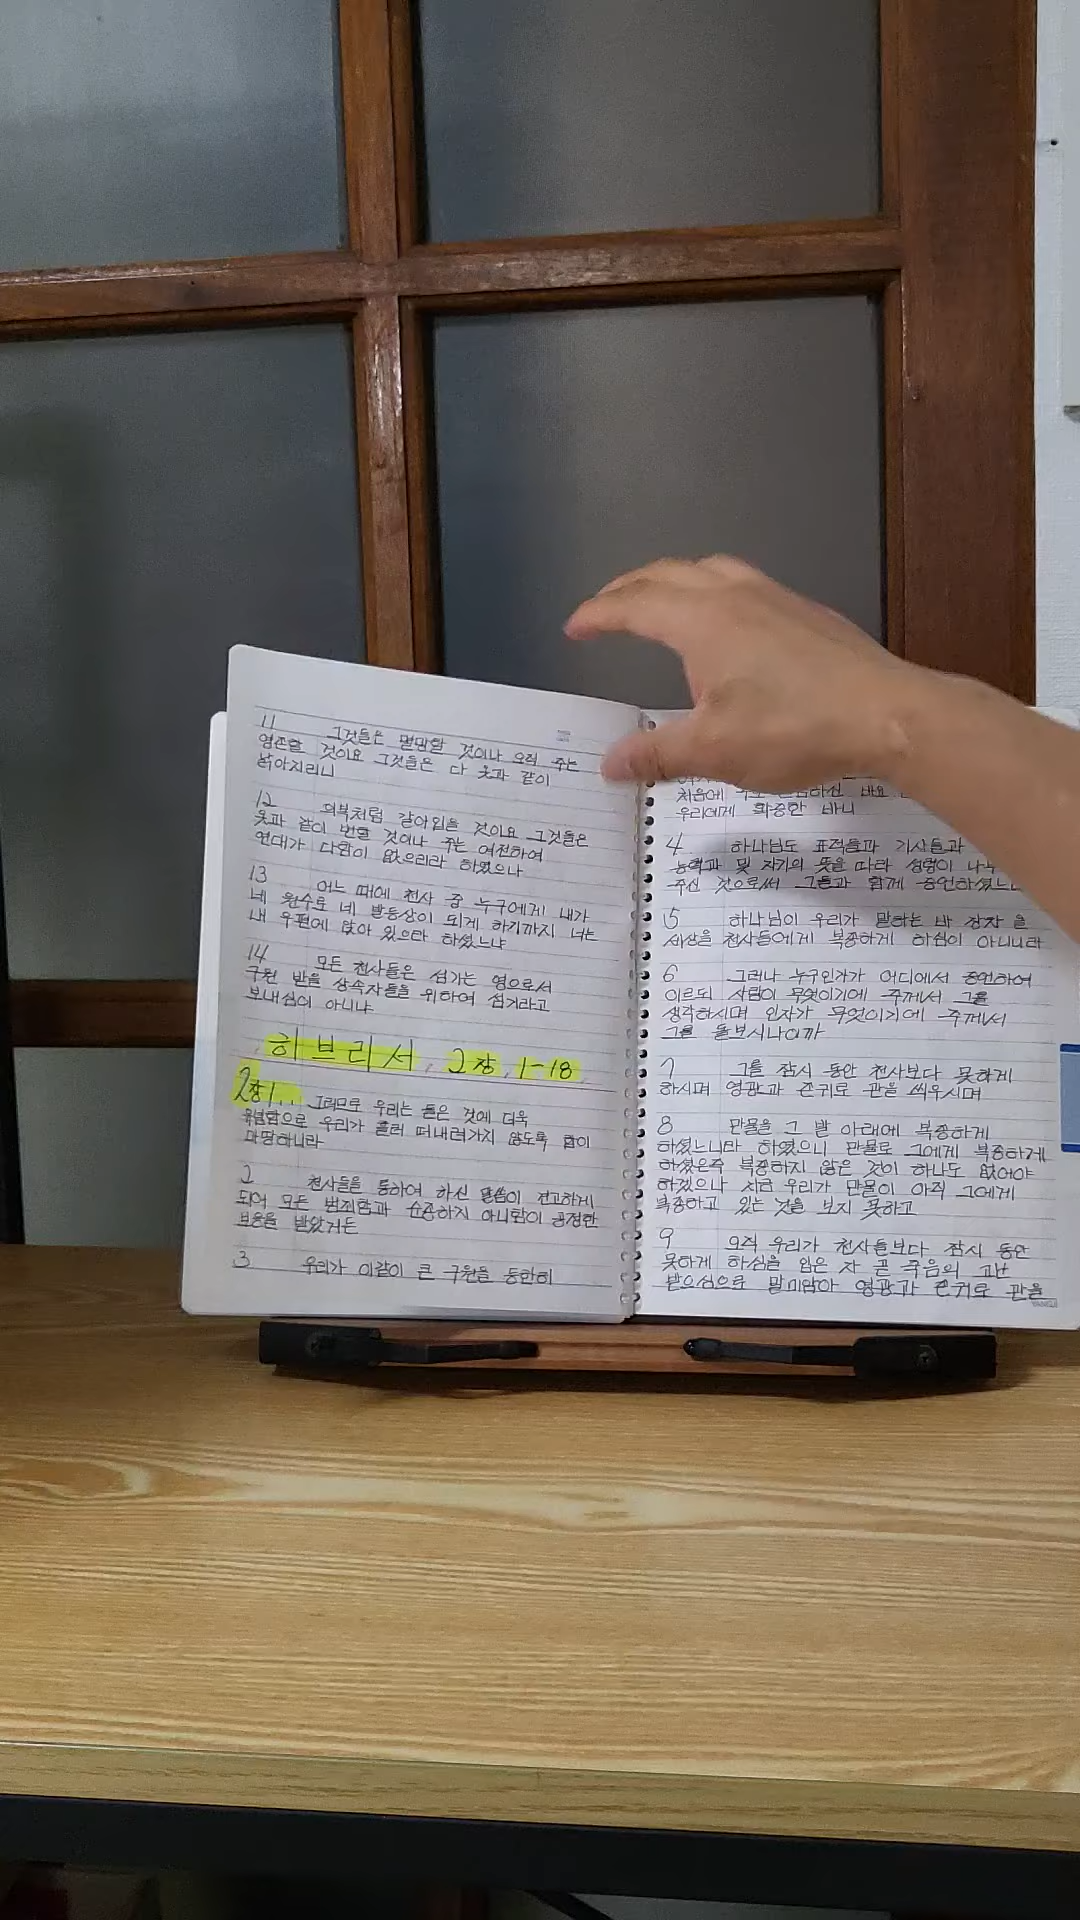 11 그것들은 멸망할 것이나 오직 주는
영존할 것이요 그것들은 다 옷과 같이
낡아지리니
12 의복처럼 갈아입을 것이요 그것들은
옷과 같이 변할 것이나 주는 여전하여
연대가 다함이 없으리라 하였으나
13 어느 때에 천사 중 누구에게 내가
네 원수로 네 발등상이 되게 하기까지 너는
내 우편에 앉아 있으라 하셨느냐
14 모든 천사들은 섬기는 영으로서
구원 받을 상속자들을 위하여 섬기라고
보내심이 아니냐
히브리서, 2장, 1-18
2장1.. 그러므로 우리는 들은 것에 더욱
유념함으로 우리가 흘러 떠내려가지 않도록 함이
마땅하니라
2 천사들을 통하여 하신 말씀이 견고하게
되어 모든 범죄함과 순종하지 아니함이 공정한
보응을 받았거든
3 우리가 이같이 큰 구원을 등한히
처음에 바요
우리에게 확증한 바니
4 하나님도 표적들과 기사들과
능력과 및 자기의 뜻을 따라 성령이
주신 것으로써 그들과 함께 증언하셨느니
5 하나님이 우리가 말하는 바 장차 올
세상을 천사들에게 복종하게 하심이 아니니라
6 그러나 누구인가가 어디에서 증언하여
이르되 사람이 무엇이기에 주께서 그를
생각하시며 인자가 무엇이기에 주께서
그를 돌보시나이까
7 그를 잠시 동안 천사보다 못하게
하시며 영광과 존귀로 관을 씌우시며
8 만물을 그 발 아래에 복종하게
하셨느니라 하였으니 만물로 그에게 복종하게
하셨은즉 복종하지 않은 것이 하나도 없어야
하겠으나 지금 우리가 만물이 아직 그에게
복종하고 있는 것을 보지 못하고
9 오직 우리가 천사들보다 잠시 동안
못하게 하심을 입은 자 곧 죽음의 고난
받으심으로 말미암아 영광과 존귀로 관을